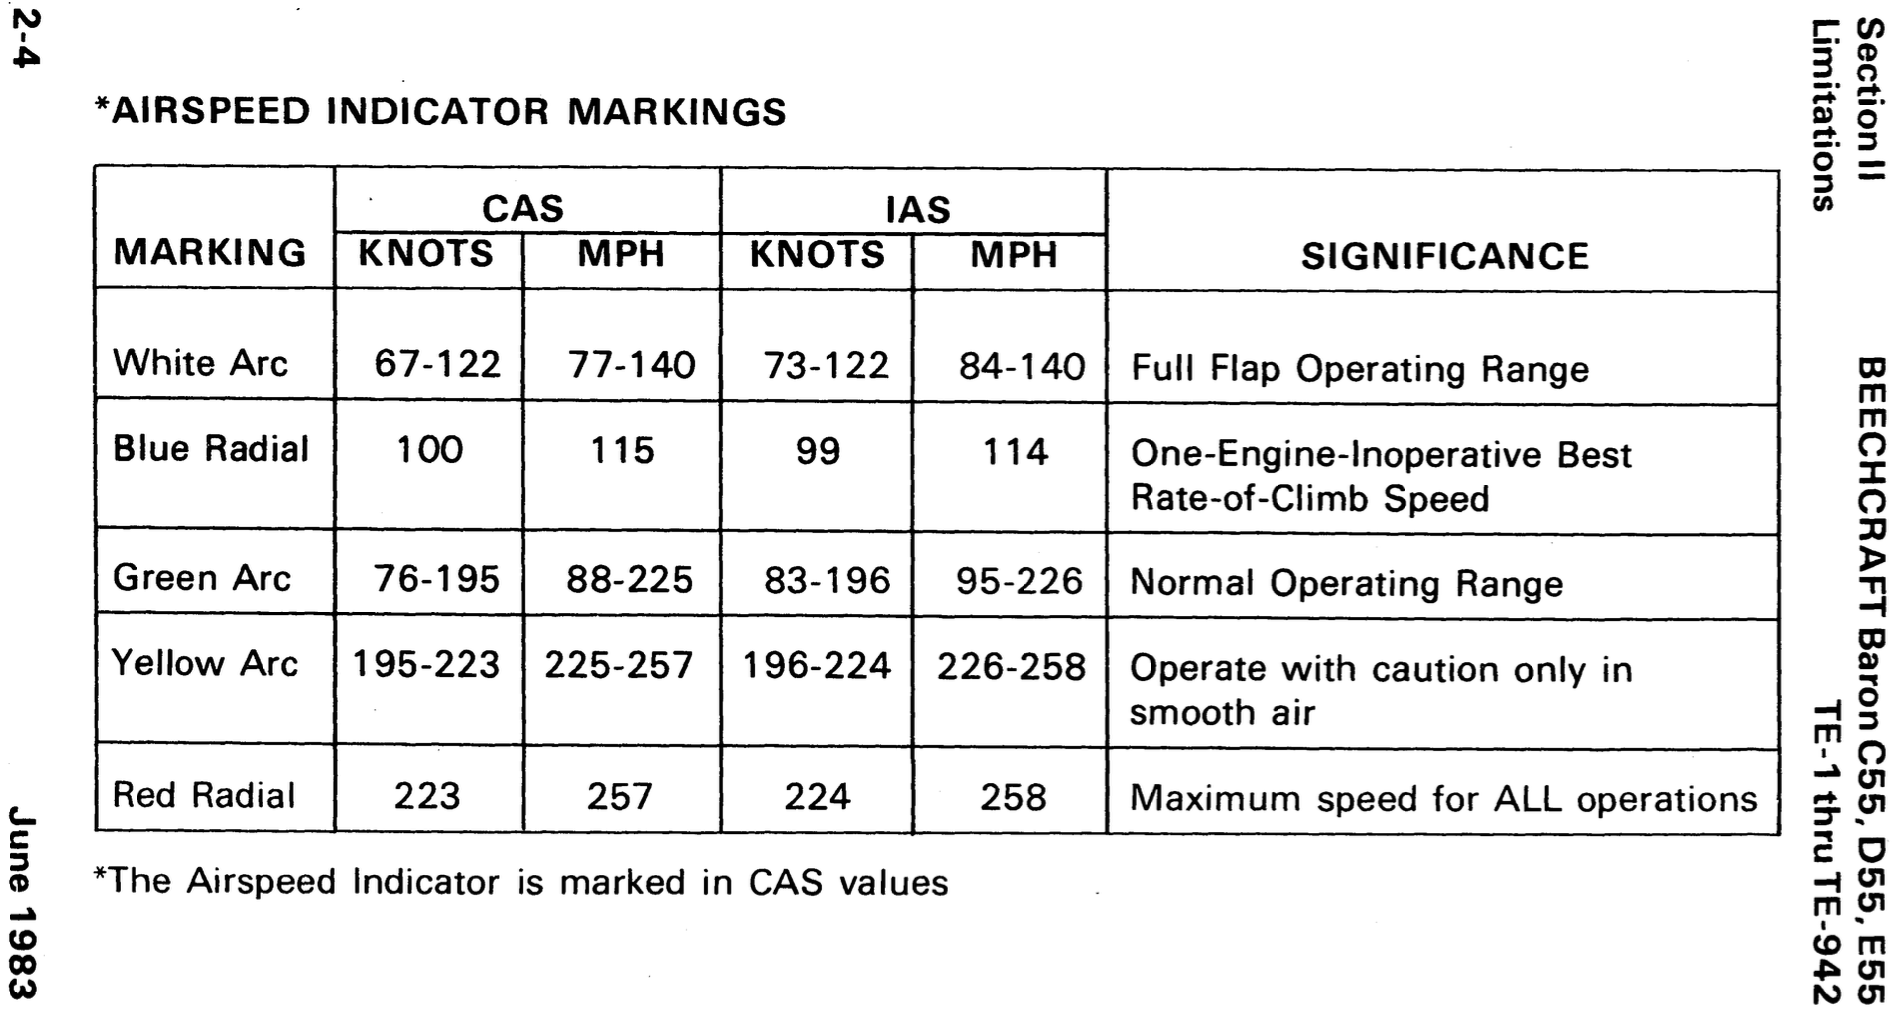 Section II
Limitations
BEECHCRAFT Baron C55, D55, E55
TE-1 thru TE-942
*AIRSPEED INDICATOR MARKINGS
MARKING CAS IAS SIGNIFICANCE
KNOTS MPH KNOTS MPH
White Arc 67-122 77-140 73-122 84-140 Full Flap Operating Range
Blue Radial 100 115 99 114 One-Engine-Inoperative Best
Rate-of-Climb Speed
Green Arc 76-195 88-225 83-196 95-226 Normal Operating Range
Yellow Arc 195-223 225-257 196-224 226-258 Operate with caution only in
smooth air
Red Radial 223 257 224 258 Maximum speed for ALL operations
*The Airspeed Indicator is marked in CAS values
2-4
June 1983